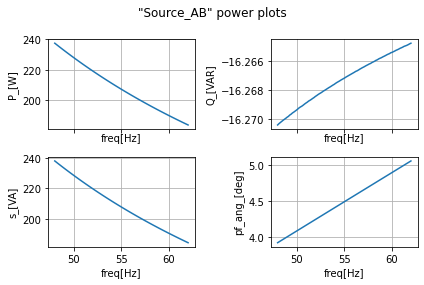 "Source_AB" power plots
240
220
200
P_[W]
freq[Hz]
−16.266
−16.268
−16.270
Q_[VAR]
freq[Hz]
240
220
200
s_[VA]
50 55 60
freq[Hz]
5.0
4.5
4.0
pf_ang_[deg]
50 55 60
freq[Hz]